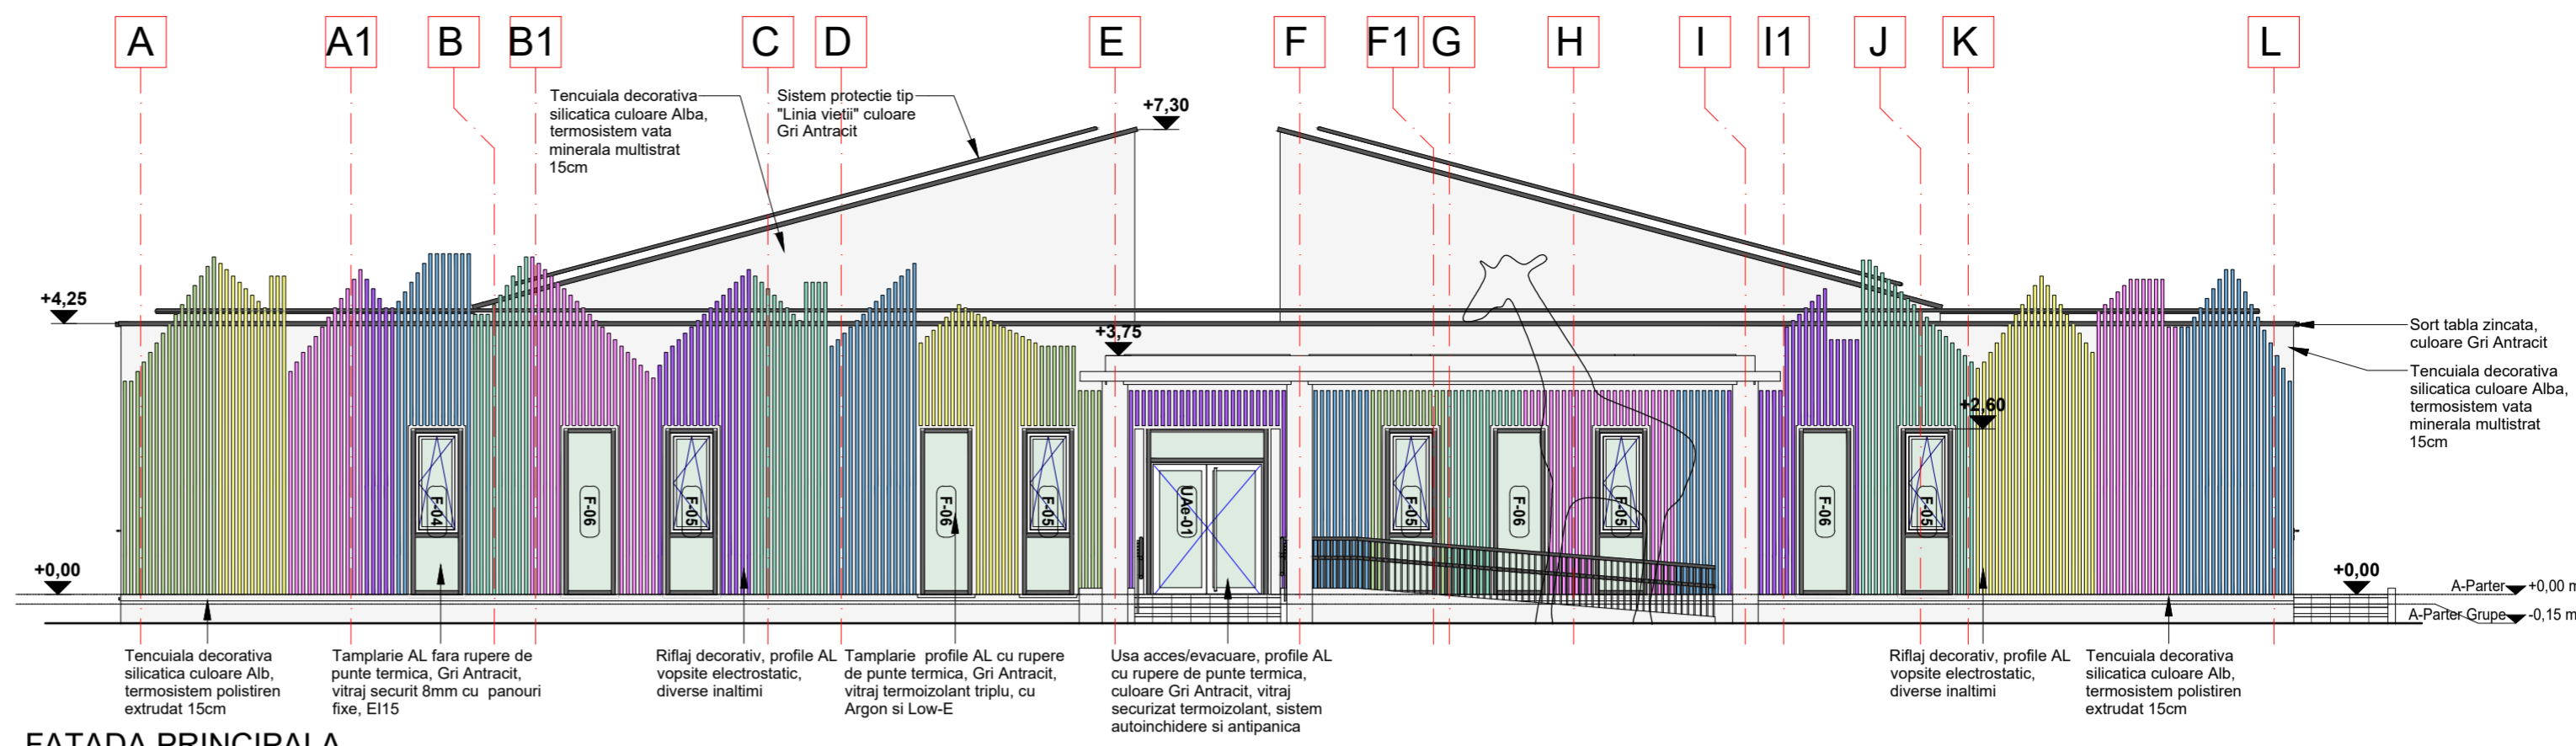 A A1 B B1 C D E F F1 G H I I1 J K L
Tencuiala decorativa
silicatica culoare Alba,
termosistem vata
minerala multistrat
15cm
Sistem protectie tip
"Linia vietii" culoare
Gri Antracit
+7,30
+4,25
+3,75
Sort tabla zincata,
culoare Gri Antracit
Tencuiala decorativa
silicatica culoare Alba,
termosistem vata
minerala multistrat
15cm
+2,60
F-04
F-06
F-05
F-06
F-05
UAe-01
F-05
F-06
F-05
F-06
F-05
+0,00
+0,00
A-Parter +0,00 m
A-Parter Grupe -0,15 m
Tencuiala decorativa
silicatica culoare Alb,
termosistem polistiren
extrudat 15cm
Tamplarie AL fara rupere de
punte termica, Gri Antracit,
vitraj securit 8mm cu panouri
fixe, EI15
Riflaj decorativ, profile AL
vopsite electrostatic,
diverse inaltimi
Tamplarie profile AL cu rupere
de punte termica, Gri Antracit,
vitraj termoizolant triplu, cu
Argon si Low-E
Usa acces/evacuare, profile AL
cu rupere de punte termica,
culoare Gri Antracit, vitraj
securizat termoizolant, sistem
autoinchidere si antipanica
Riflaj decorativ, profile AL
vopsite electrostatic,
diverse inaltimi
Tencuiala decorativa
silicatica culoare Alb,
termosistem polistiren
extrudat 15cm
FATADA PRINCIPALA